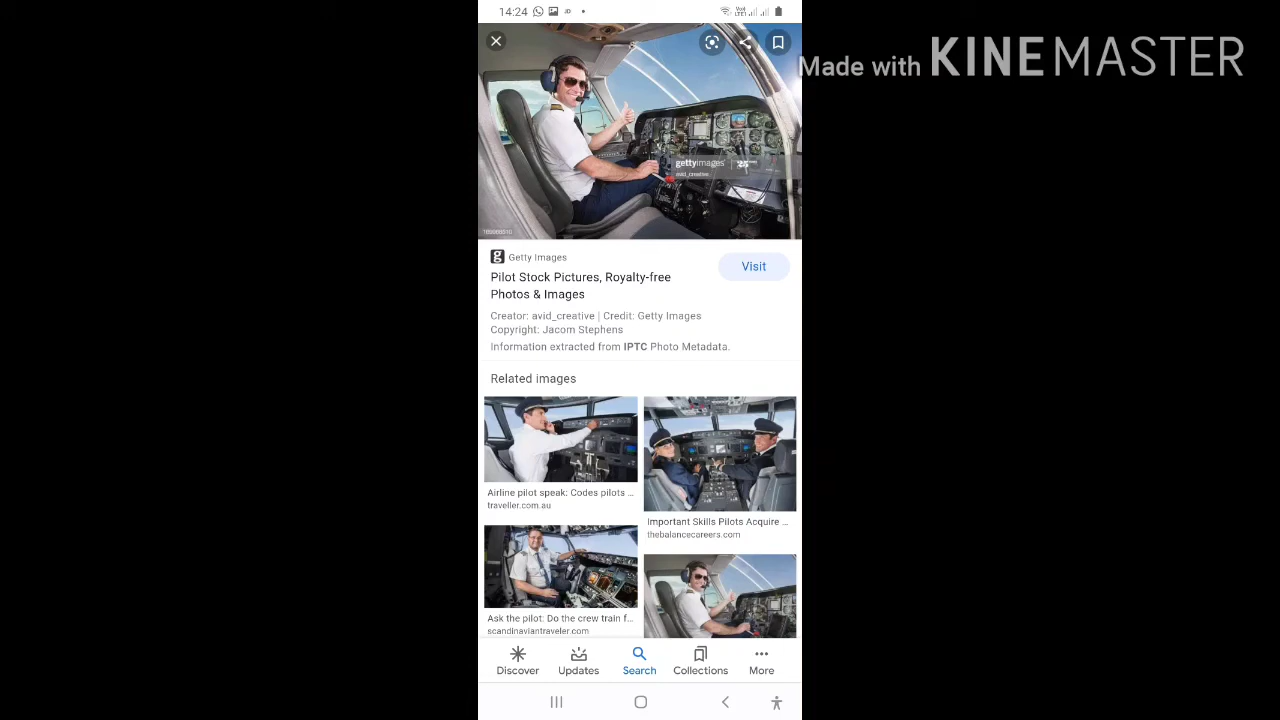 14:24
Made with KINEMASTER
gettyimages
avid_creative
Getty Images
Visit
Pilot Stock Pictures, Royalty-free
Photos & Images
Creator: avid_creative | Credit: Getty Images
Copyright: Jacom Stephens
Information extracted from IPTC Photo Metadata.
Related images
Airline pilot speak: Codes pilots ...
traveller.com.au
Important Skills Pilots Acquire ...
thebalancecareers.com
Ask the pilot: Do the crew train f...
scandinaviantraveler.com
Discover
Updates
Search
Collections
More